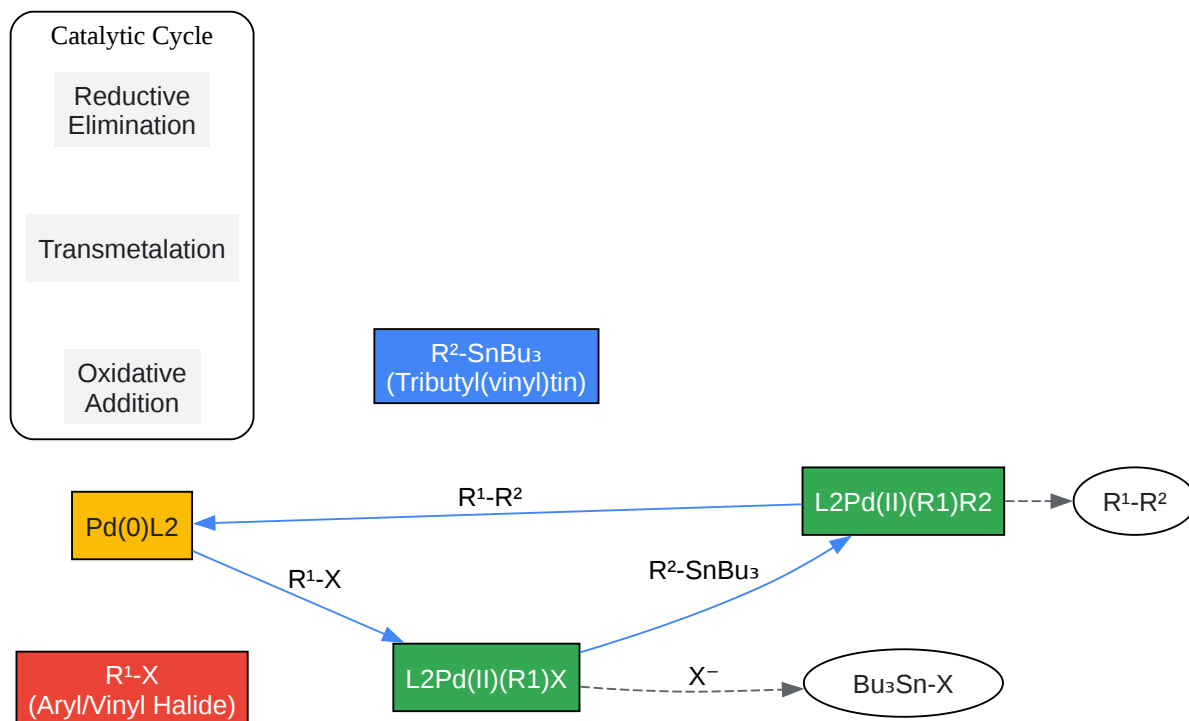 Catalytic Cycle
Reductive
Elimination
Transmetalation
Oxidative
Addition
R²-SnBu₃
(Tributyl(vinyl)tin)
R¹-R²
L2Pd(II)(R1)R2
R¹-R²
Pd(0)L2
R¹-X
R²-SnBu₃
R¹-X
(Aryl/Vinyl Halide)
L2Pd(II)(R1)X
X⁻
Bu₃Sn-X